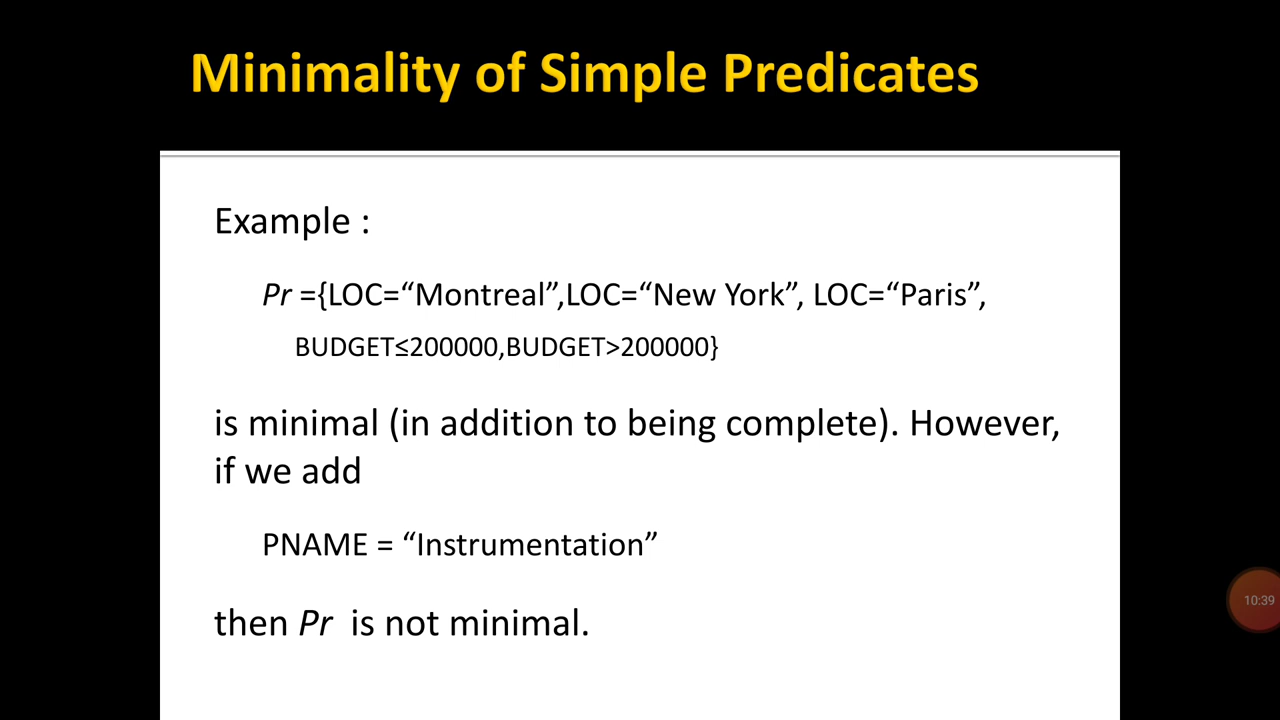 Minimality of Simple Predicates
Example :
Pr ={LOC=“Montreal”,LOC=“New York”, LOC=“Paris”,
BUDGET≤200000,BUDGET>200000}
is minimal (in addition to being complete). However,
if we add
PNAME = “Instrumentation”
then Pr is not minimal.
10:39